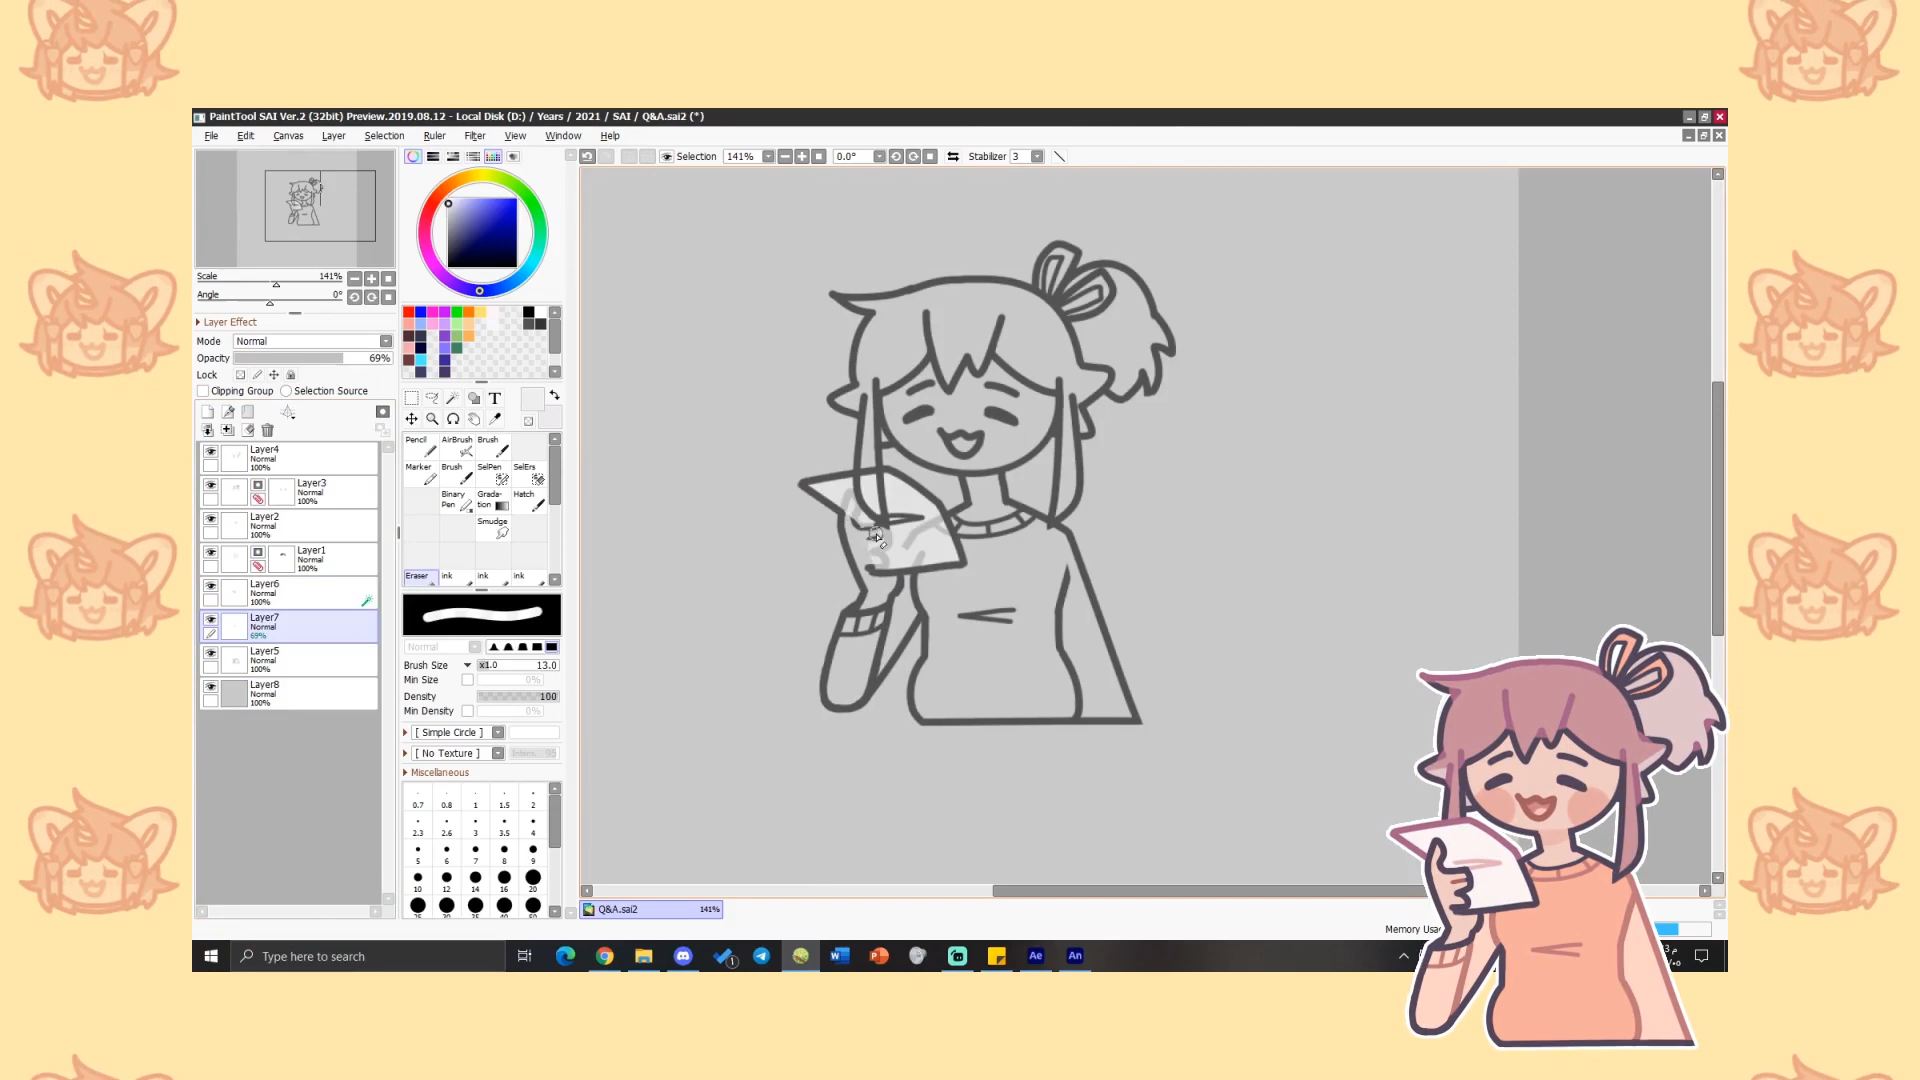 PaintTool SAI Ver.2 (32bit) Preview.2019.08.12 - Local Disk (D:) / Years / 2021 / SAI / Q&A.sai2 (*)
File Edit Canvas Layer Selection Ruler Filter View Window Help
Selection 141% 0.0° Stabilizer 3
Scale 141%
Angle 0°
Layer Effect
Mode Normal
Opacity 69%
Lock
Clipping Group Selection Source
Layer4
Normal
100%
Layer3
Normal
100%
Layer2
Normal
100%
Layer1
Normal
100%
Layer6
Normal
100%
Layer7
Normal
69%
Layer5
Normal
100%
Layer8
Normal
100%
T
Pencil AirBrush Brush
Marker Brush SelPen SelErs
Binary Pen Grada-tion Hatch
Smudge
Eraser ink ink ink
Normal
Brush Size x1.0 13.0
Min Size 0%
Density 100
Min Density 0%
[ Simple Circle ]
[ No Texture ] 95
Miscellaneous
0.7 0.8 1 1.5 2
2.3 2.6 3 3.5 4
5 6 7 8 9
10 12 14 16 20
Q&A.sai2 141%
Memory Usa
Type here to search
1 W P Ae An